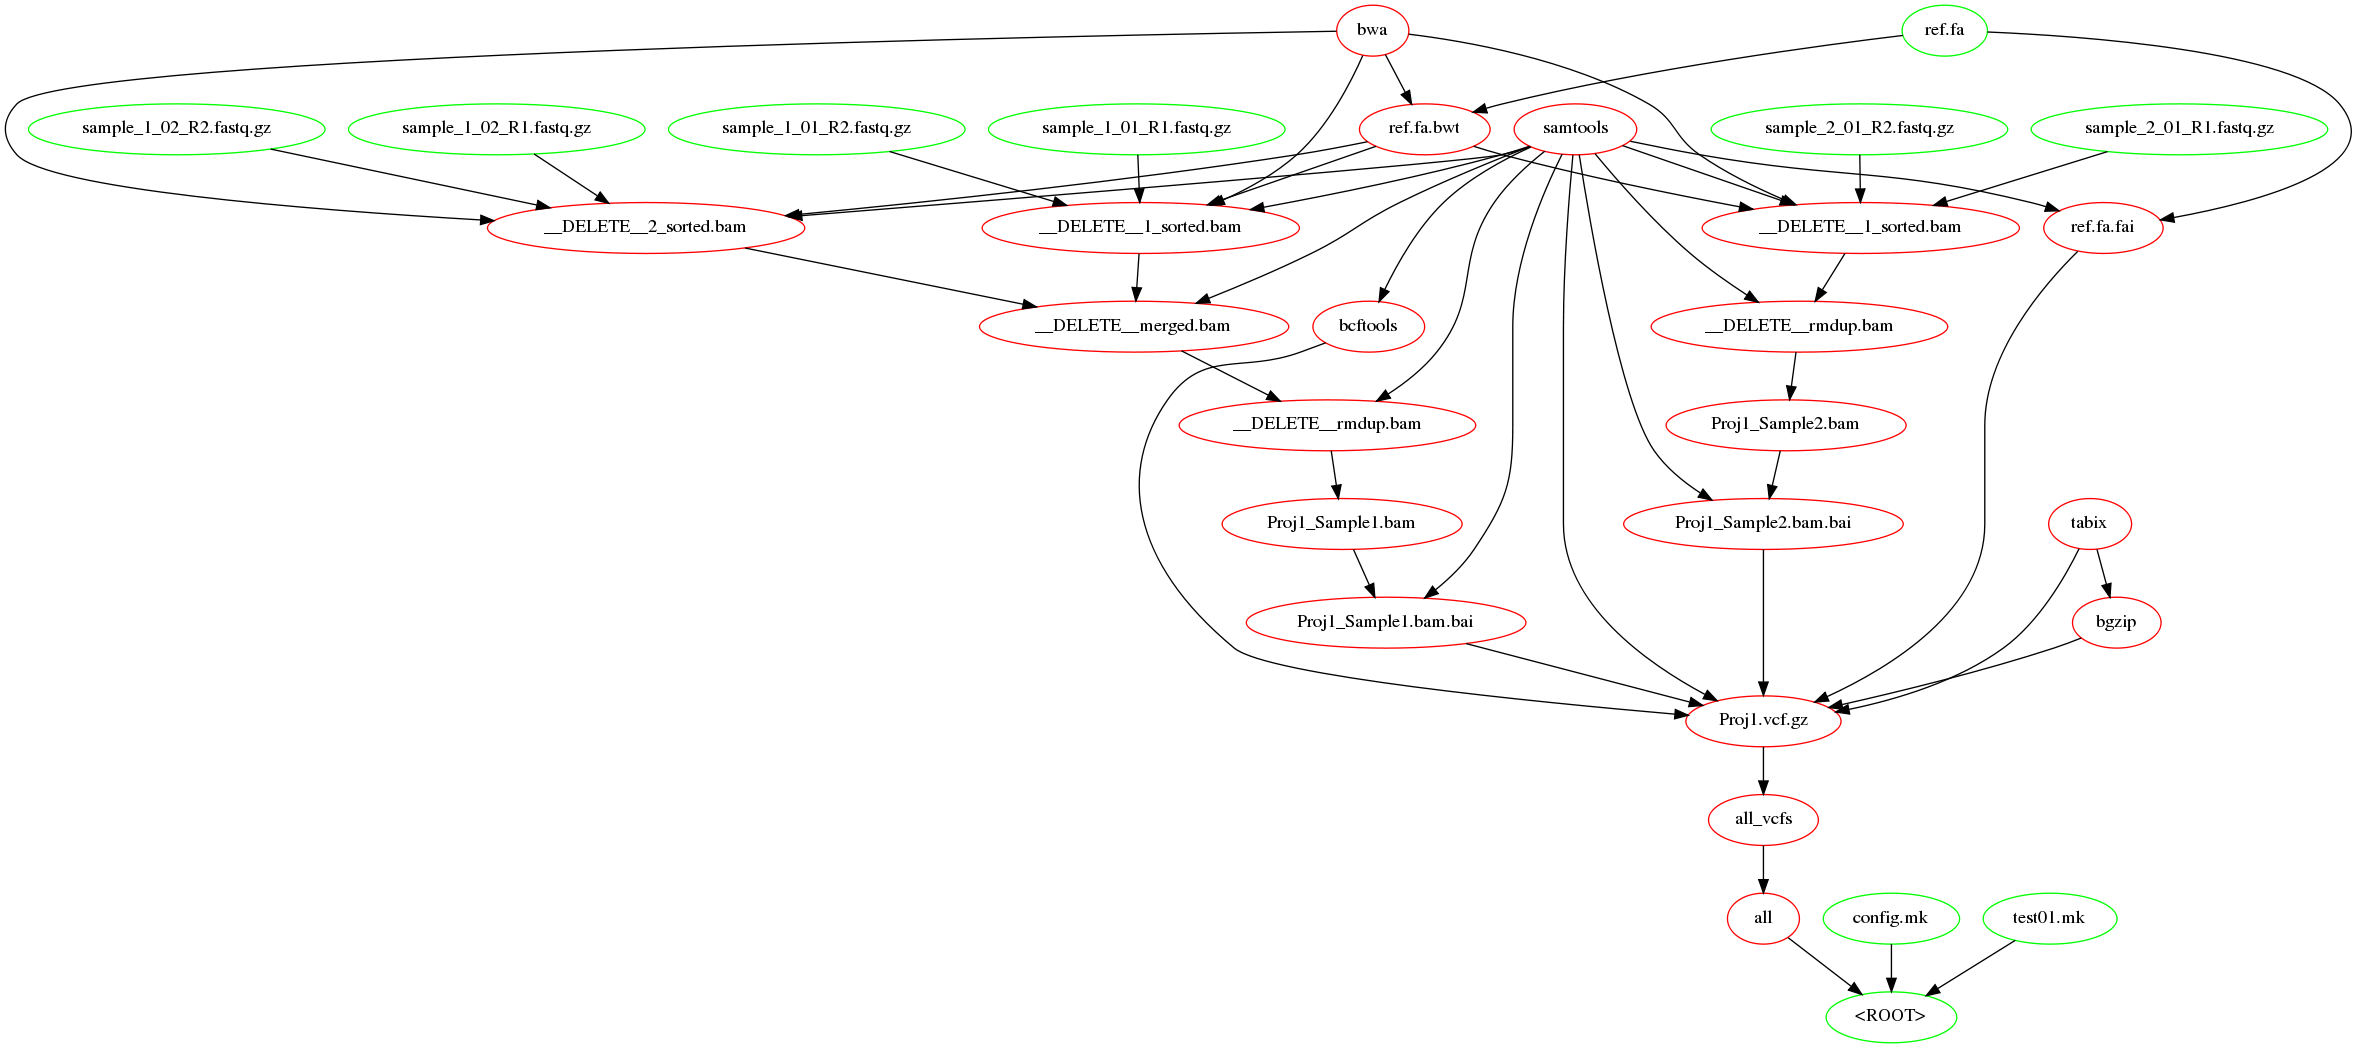 bwa
ref.fa
sample_1_02_R2.fastq.gz
sample_1_02_R1.fastq.gz
sample_1_01_R2.fastq.gz
sample_1_01_R1.fastq.gz
ref.fa.bwt
samtools
sample_2_01_R2.fastq.gz
sample_2_01_R1.fastq.gz
__DELETE__2_sorted.bam
__DELETE__1_sorted.bam
__DELETE__1_sorted.bam
ref.fa.fai
__DELETE__merged.bam
bcftools
__DELETE__rmdup.bam
__DELETE__rmdup.bam
Proj1_Sample2.bam
Proj1_Sample1.bam
Proj1_Sample2.bam.bai
tabix
Proj1_Sample1.bam.bai
bgzip
Proj1.vcf.gz
all_vcfs
all
config.mk
test01.mk
<ROOT>